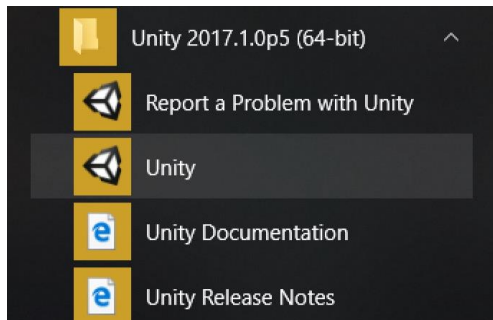 Unity 2017.1.0p5 (64-bit)
Report a Problem with Unity
Unity
Unity Documentation
Unity Release Notes